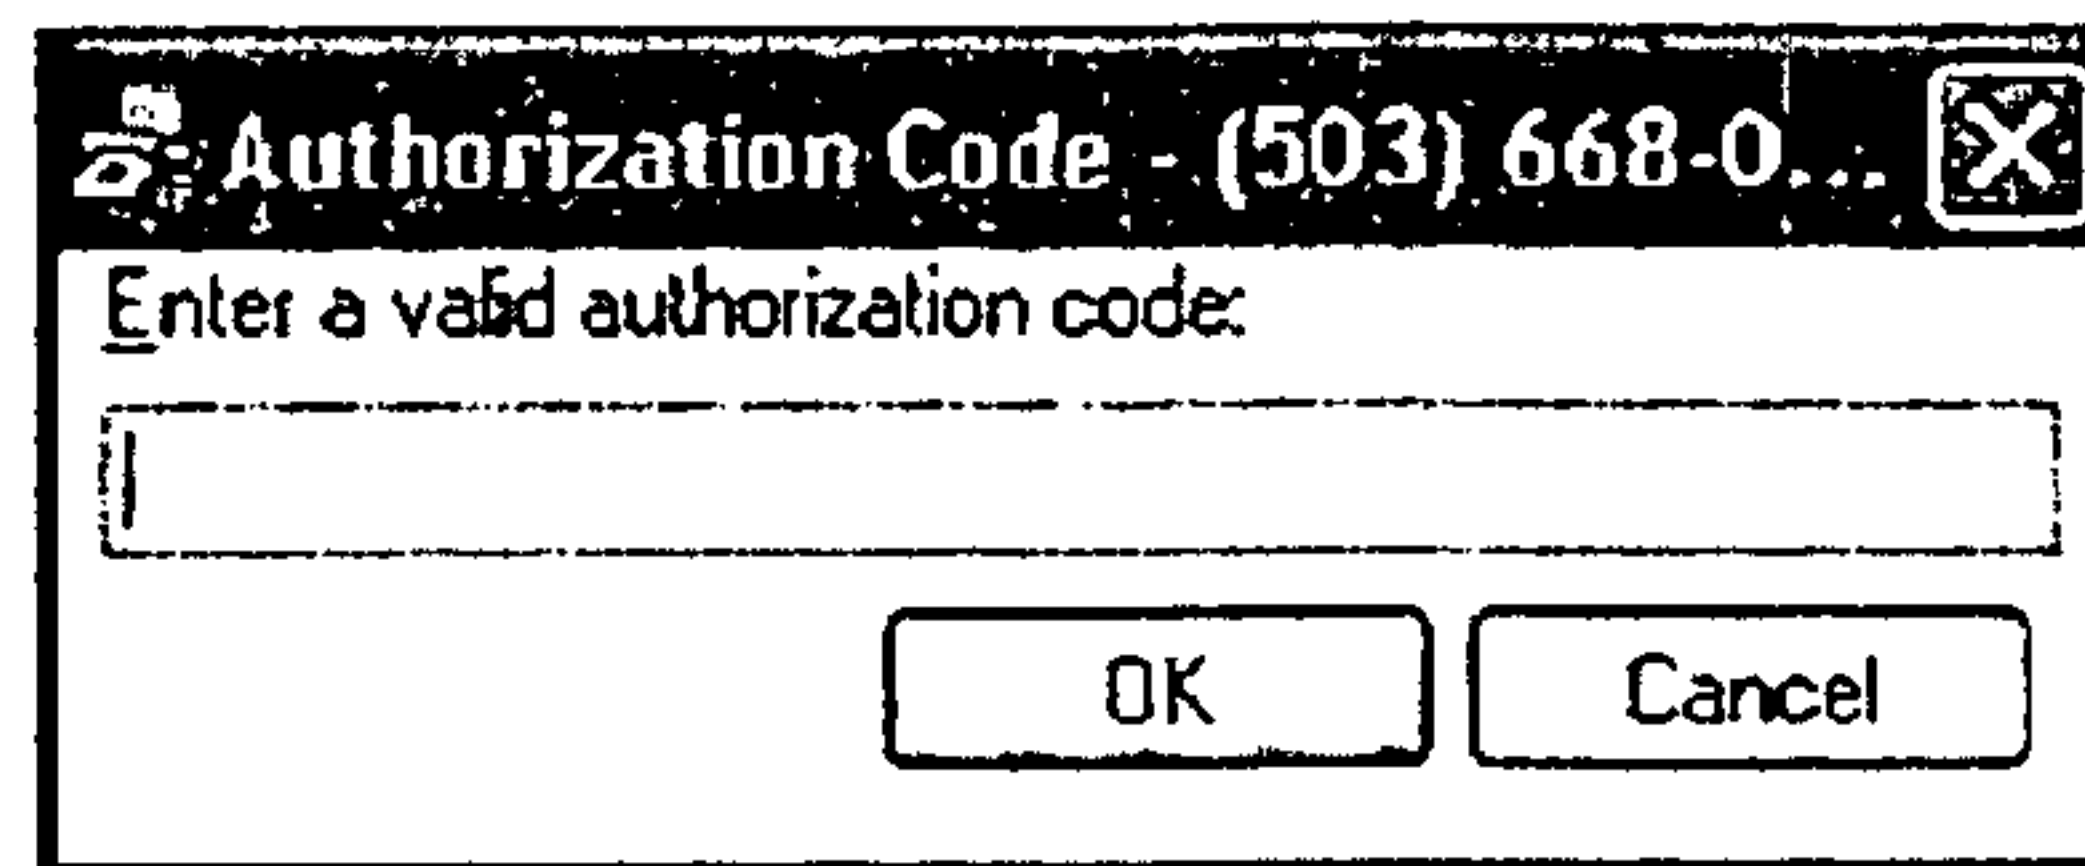 Authorization Code - (503) 668-0...
Enter a valid authorization code:
OK
Cancel